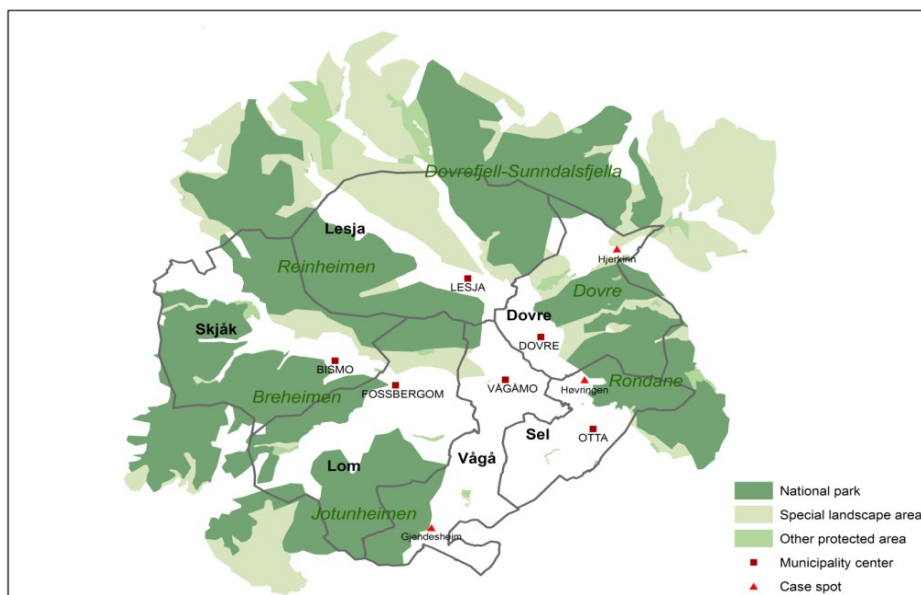 Dovrefjell-Sunndalsfjella
Lesja
Hjerkinn
Reinheimen
LESJA
Dovre
Dovre
Skjåk
DOVRE
BISMO
Rondane
VÅGÅMO
FOSSBERGOM
Høvringen
Breheimen
Sel
OTTA
Vågå
Lom
Jotunheimen
Gjendesheim
National park
Special landscape area
Other protected area
Municipality center
Case spot